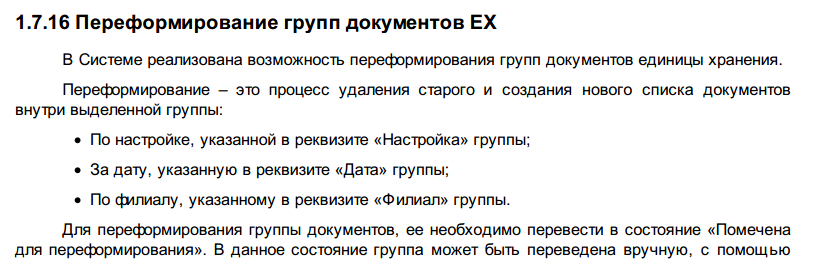 1.7.16 Переформирование групп документов ЕХ
В Системе реализована возможность переформирования групп документов единицы хранения.
Переформирование – это процесс удаления старого и создания нового списка документов
внутри выделенной группы:
• По настройке, указанной в реквизите «Настройка» группы;
• За дату, указанную в реквизите «Дата» группы;
• По филиалу, указанному в реквизите «Филиал» группы.
Для переформирования группы документов, ее необходимо перевести в состояние «Помечена
для переформирования». В данное состояние группа может быть переведена вручную, с помощью